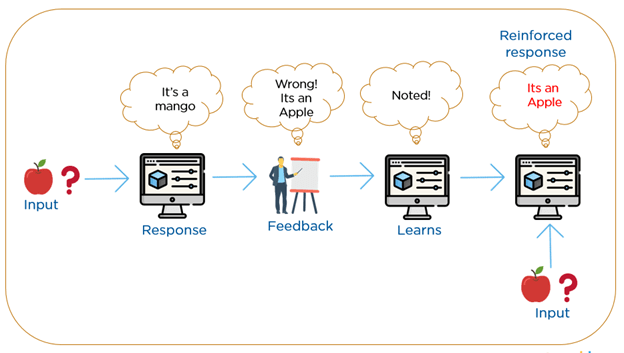 Reinforced
response
It's a
mango
Wrong!
Its an
Apple
Noted!
Its an
Apple
?
Input
Response
Feedback
Learns
?
Input